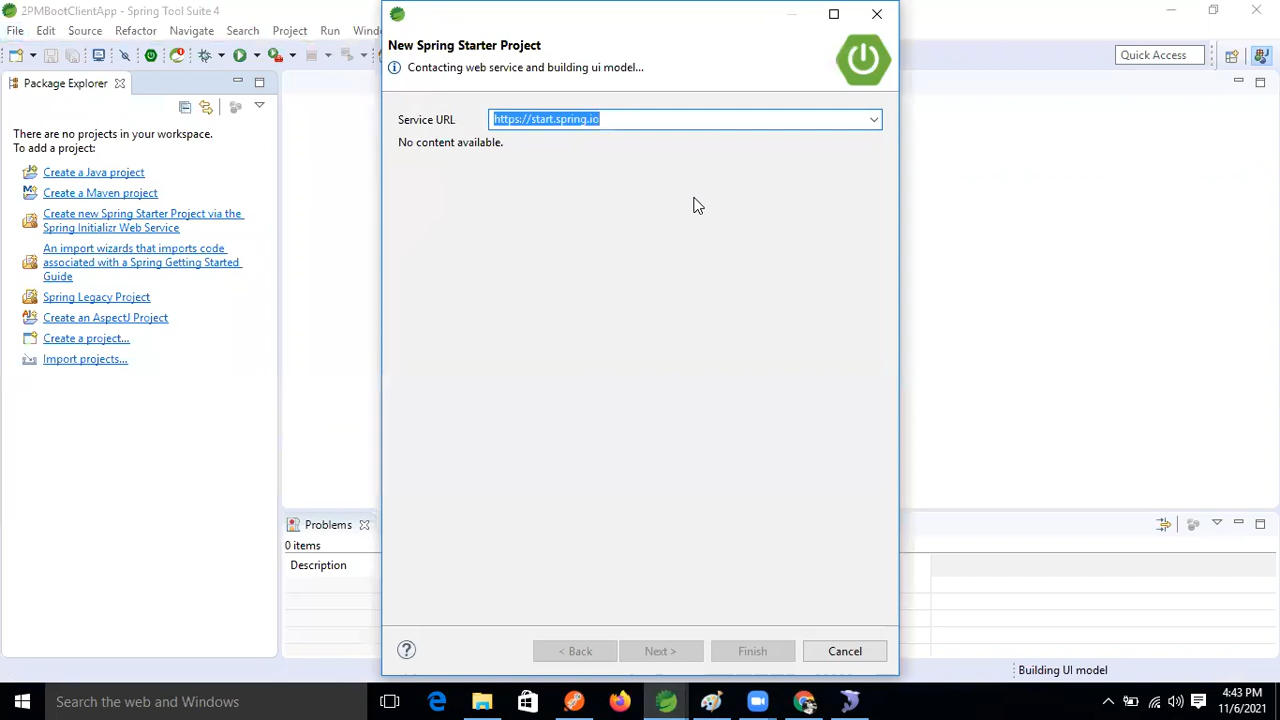 2PMBootClientApp - Spring Tool Suite 4
File Edit Source Refactor Navigate Search Project Run
Quick Access
Package Explorer
There are no projects in your workspace.
To add a project:
Create a Java project
Create a Maven project
Create new Spring Starter Project via the
Spring Initializr Web Service
An import wizards that imports code
associated with a Spring Getting Started
Guide
Spring Legacy Project
Create an AspectJ Project
Create a project...
Import projects...
New Spring Starter Project
Contacting web service and building ui model...
Service URL
https://start.spring.io
No content available.
< Back
Next >
Finish
Cancel
Problems
0 items
Description
Building UI model
Search the web and Windows
4:43 PM
11/6/2021